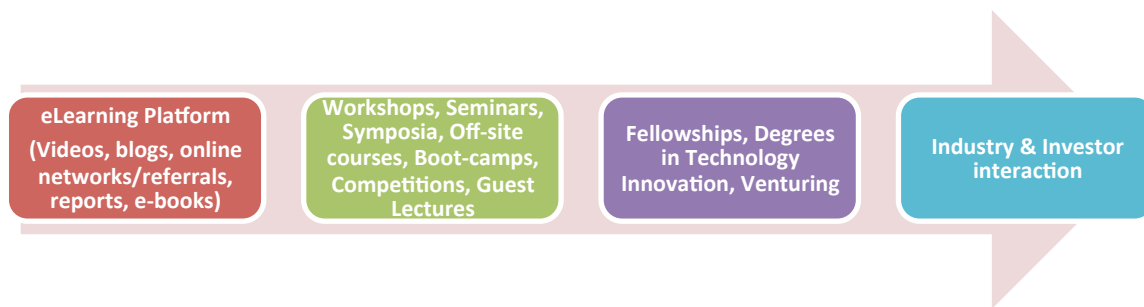 eLearning Platform
(Videos, blogs, online
networks/referrals,
reports, e-books)
Workshops, Seminars,
Symposia, Off-site
courses, Boot-camps,
Competitions, Guest
Lectures
Fellowships, Degrees
in Technology
Innovation, Venturing
Industry & Investor
interaction